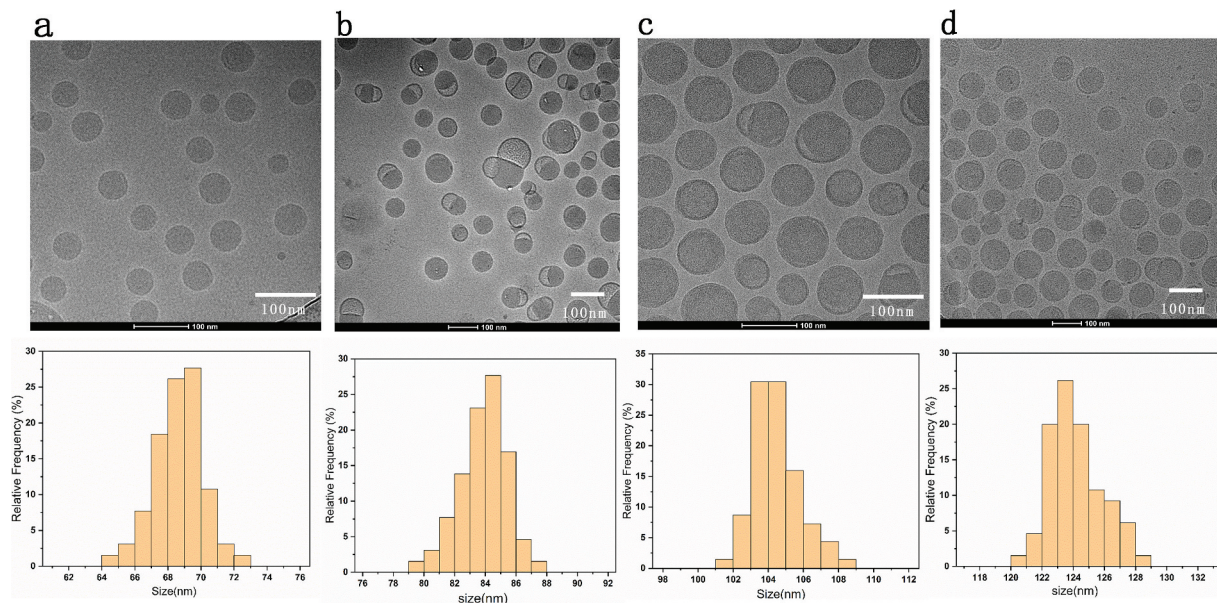 a b c d
100nm 100nm 100nm 100nm
100 nm 100 nm 100 nm 100 nm
Relative Frequency (%)
30
25
20
15
10
5
0
62 64 66 68 70 72 74 76
Size(nm)
Relative Frequency (%)
30
25
20
15
10
5
0
76 78 80 82 84 86 88 90 92
size(nm)
Relative Frequency (%)
35
30
25
20
15
10
5
0
98 100 102 104 106 108 110 112
Size(nm)
Relative Frequency (%)
30
25
20
15
10
5
0
118 120 122 124 126 128 130 132
size(nm)